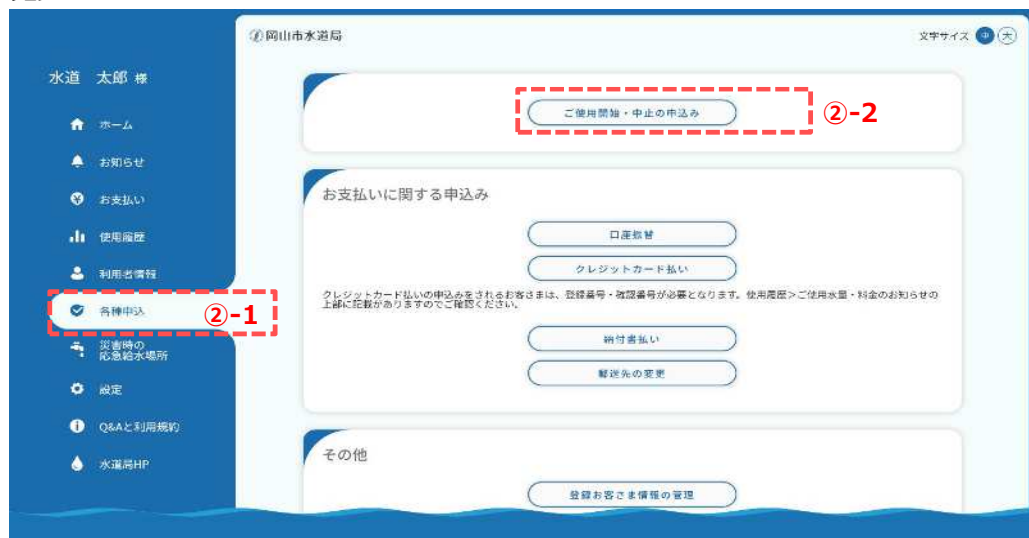 岡山市水道局
文字サイズ 中 大
水道 太郎 様
ホーム
お知らせ
お支払い
使用履歴
利用者情報
各種申込
②-1
災害時の
応急給水場所
設定
Q&Aと利用規約
水道局HP
ご使用開始・中止の申込み
②-2
お支払いに関する申込み
口座振替
クレジットカード払い
クレジットカード払いの申込みをされるお客さまは、登録番号・確認番号が必要となります。使用履歴>ご使用水量・料金のお知らせの
上部に記載がありますのでご確認ください。
納付書払い
郵送先の変更
その他
登録お客さま情報の管理